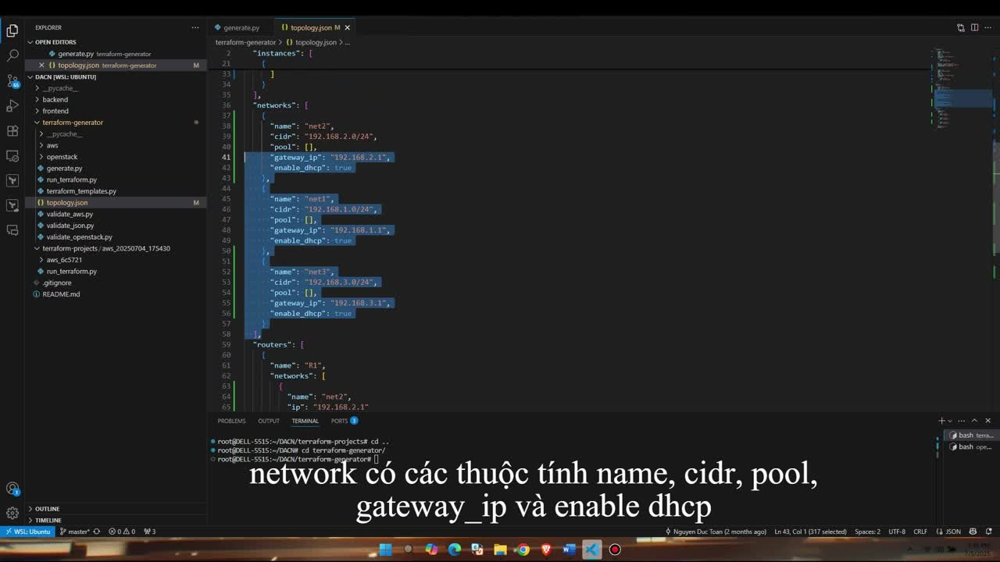 EXPLORER
OPEN EDITORS
generate.py terraform-generator
topology.json terraform-generator M
DACN [WSL: UBUNTU]
__pycache__
backend
frontend
terraform-generator
__pycache__
aws
openstack
generate.py
run_terraform.py
terraform_templates.py
topology.json M
validate_aws.py
validate_json.py
validate_openstack.py
terraform-projects / aws_20250704_175430
aws_6c5721
run_terraform.py
.gitignore
README.md
OUTLINE
TIMELINE
generate.py
topology.json M
terraform-generator > topology.json > ...
2 "instances": [
21 {
33 ]
34 }
35 ],
36 "networks": [
37 {
38 "name": "net2",
39 "cidr": "192.168.2.0/24",
40 "pool": [],
41 "gateway_ip": "192.168.2.1",
42 "enable_dhcp": true
43 },
44 {
45 "name": "net1",
46 "cidr": "192.168.1.0/24",
47 "pool": [],
48 "gateway_ip": "192.168.1.1",
49 "enable_dhcp": true
50 },
51 {
52 "name": "net3",
53 "cidr": "192.168.3.0/24",
54 "pool": [],
55 "gateway_ip": "192.168.3.1",
56 "enable_dhcp": true
57 }
58 ],
59 "routers": [
60 {
61 "name": "R1",
62 "networks": [
63 {
64 "name": "net2",
65 "ip": "192.168.2.1"
PROBLEMS OUTPUT TERMINAL PORTS 3
root@DELL-5515:~/DACN/terraform-projects# cd ..
root@DELL-5515:~/DACN# cd terraform-generator/
root@DELL-5515:~/DACN/terraform-generator#
bash terra...
bash ope...
network có các thuộc tính name, cidr, pool,
gateway_ip và enable dhcp
WSL: Ubuntu master* 0 0 3 Nguyen Duc Toan (2 months ago) Ln 43, Col 1 (317 selected) Spaces: 2 UTF-8 CRLF {} JSON